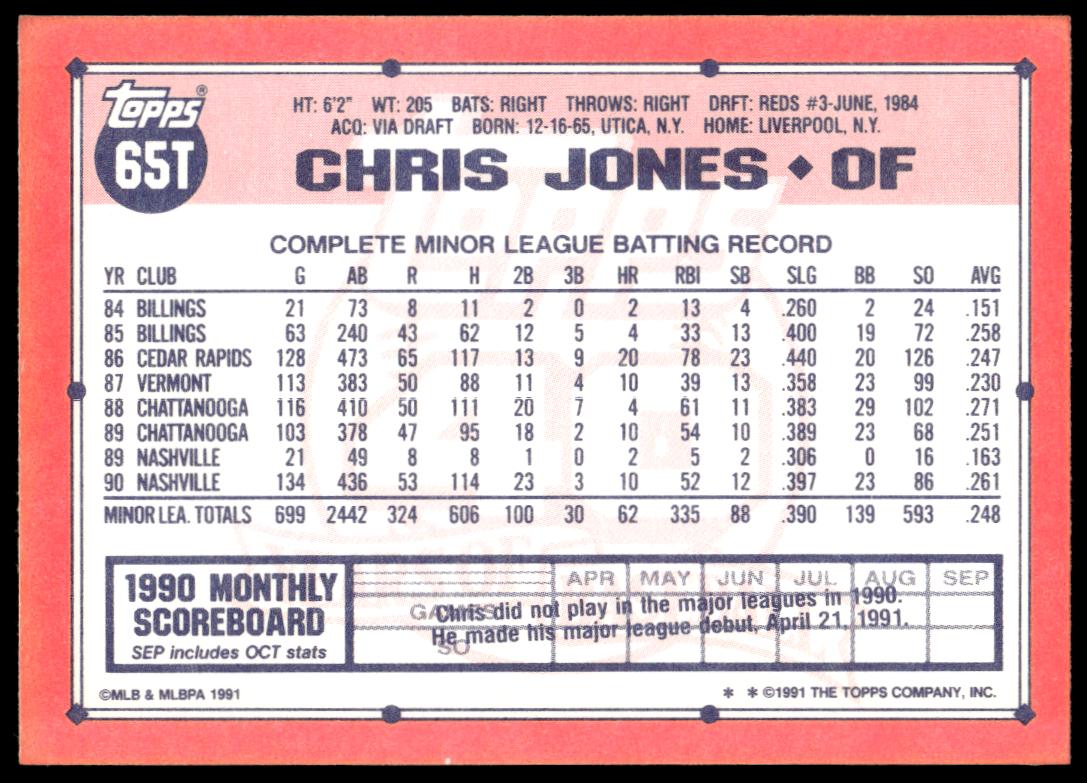 TOPPS®
65T
HT: 6'2" WT: 205 BATS: RIGHT THROWS: RIGHT DRFT: REDS #3-JUNE, 1984
ACQ: VIA DRAFT BORN: 12-16-65, UTICA, N.Y. HOME: LIVERPOOL, N.Y.
CHRIS JONES ◆ OF
COMPLETE MINOR LEAGUE BATTING RECORD
YR CLUB G AB R H 2B 3B HR RBI SB SLG BB SO AVG
84 BILLINGS 21 73 8 11 2 0 2 13 4 .260 2 24 .151
85 BILLINGS 63 240 43 62 12 5 4 33 13 .400 19 72 .258
86 CEDAR RAPIDS 128 473 65 117 13 9 20 78 23 .440 20 126 .247
87 VERMONT 113 383 50 88 11 4 10 39 13 .358 23 99 .230
88 CHATTANOOGA 116 410 50 111 20 7 4 61 11 .383 29 102 .271
89 CHATTANOOGA 103 378 47 95 18 2 10 54 10 .389 23 68 .251
89 NASHVILLE 21 49 8 8 1 0 2 5 2 .306 0 16 .163
90 NASHVILLE 134 436 53 114 23 3 10 52 12 .397 23 86 .261
MINOR LEA. TOTALS 699 2442 324 606 100 30 62 335 88 .390 139 593 .248
1990 MONTHLY
SCOREBOARD
SEP includes OCT stats
APR MAY JUN JUL AUG SEP
GAMES
SO
Chris did not play in the major leagues in 1990.
He made his major league debut, April 21, 1991.
©MLB & MLBPA 1991
* * ©1991 THE TOPPS COMPANY, INC.
TOPPS
40